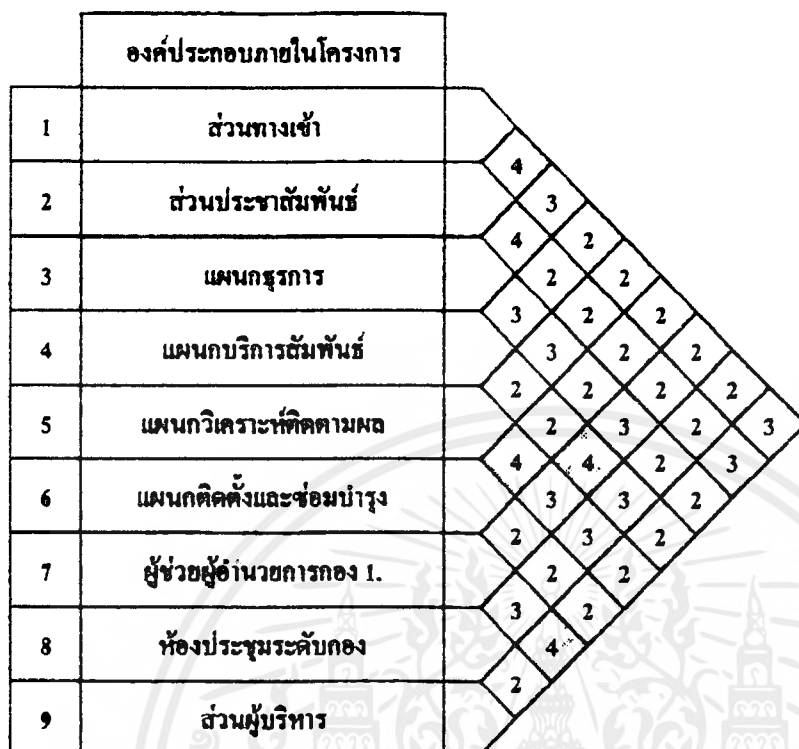 องค์ประกอบภายในโครงการ
1 ส่วนทางเข้า
4
2 ส่วนประชาสัมพันธ์ 3
4 2
3 แผนกธุรการ 2 2
3 2 2
4 แผนกบริการสัมพันธ์ 3 2 2
2 2 2 2
5 แผนกวิเคราะห์ติดตามผล 2 3 2 3
4 4 2 3
6 แผนกติดตั้งและซ่อมบำรุง 3 3 2
2 3 2
7 ผู้ช่วยผู้อำนวยการกอง 1. 2 2
3 2
8 ห้องประชุมระดับกอง 4
2
9 ส่วนผู้บริหาร